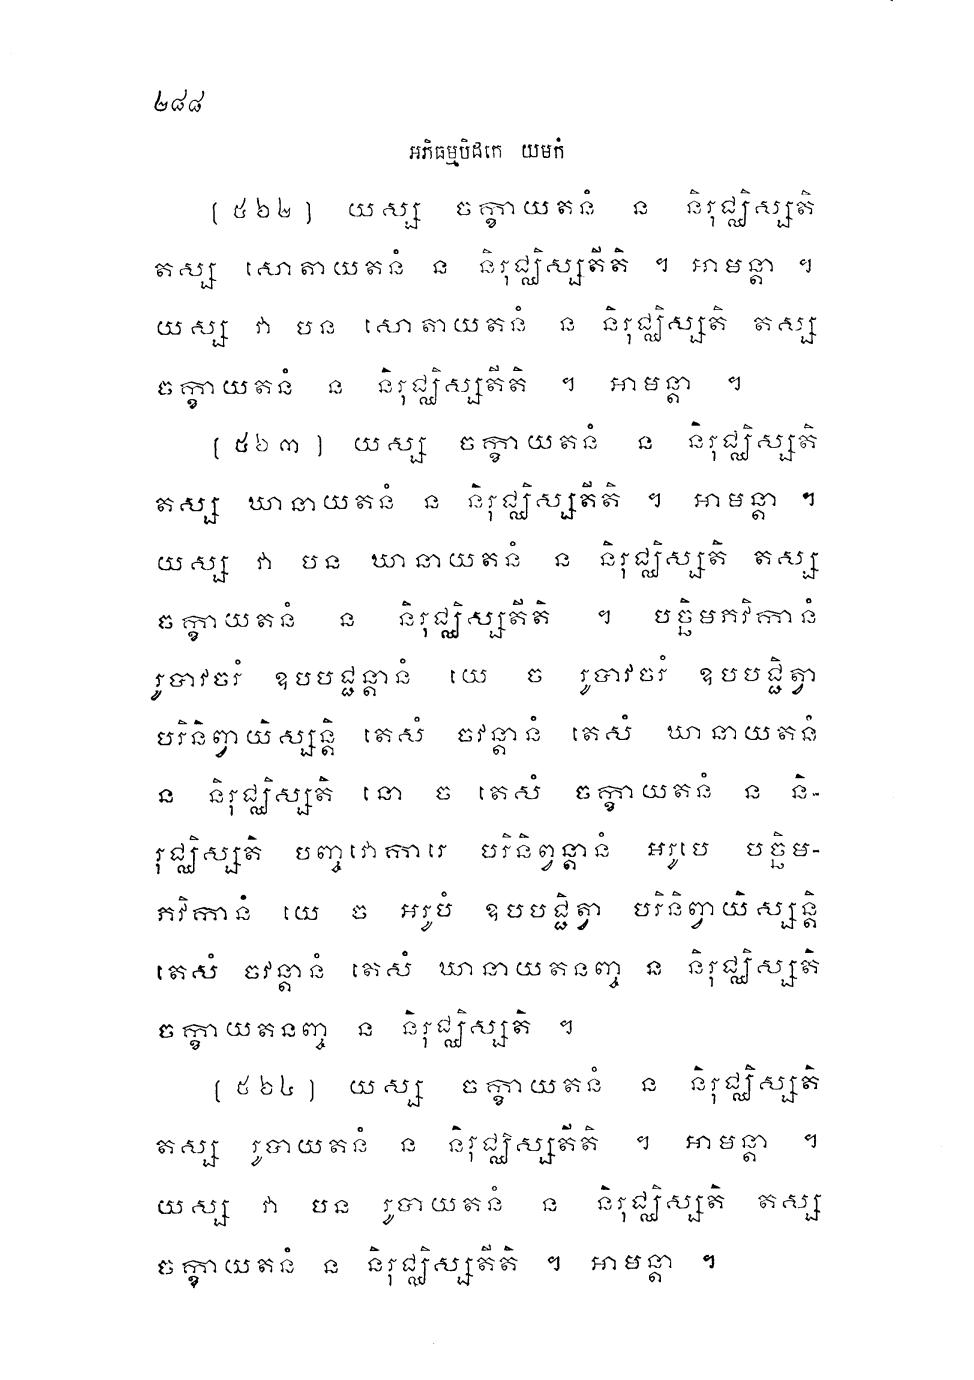 ២៨៨
អភិធម្មបិដកេ យមកំ
(៥៦២) យស្ស ចក្ខាយតនំ ន និរុជ្ឈិស្សតិ
តស្ស សោតាយតនំ ន និរុជ្ឈិស្សតីតិ ។ អាមន្តា ។
យស្ស វា បន សោតាយតនំ ន និរុជ្ឈិស្សតិ តស្ស
ចក្ខាយតនំ ន និរុជ្ឈិស្សតីតិ ។ អាមន្តា ។
(៥៦៣) យស្ស ចក្ខាយតនំ ន និរុជ្ឈិស្សតិ
តស្ស ឃានាយតនំ ន និរុជ្ឈិស្សតីតិ ។ អាមន្តា ។
យស្ស វា បន ឃានាយតនំ ន និរុជ្ឈិស្សតិ តស្ស
ចក្ខាយតនំ ន និរុជ្ឈិស្សតីតិ ។ បច្ឆិមភវិកានំ
រូបាវចរំ ឧបបជ្ជន្តានំ យេ ច រូបាវចរំ ឧបបជ្ជិត្វា
បរិនិព្វាយិស្សន្តិ តេសំ ចវន្តានំ តេសំ ឃានាយតនំ
ន និរុជ្ឈិស្សតិ នោ ច តេសំ ចក្ខាយតនំ ន និ-
រុជ្ឈិស្សតិ បញ្ចវោការេ បរិនិព្វន្តានំ អរូបេ បច្ឆិម-
ភវិកានំ យេ ច អរូបំ ឧបបជ្ជិត្វា បរិនិព្វាយិស្សន្តិ
តេសំ ចវន្តានំ តេសំ ឃានាយតនញ្ច ន និរុជ្ឈិស្សតិ
ចក្ខាយតនញ្ច ន និរុជ្ឈិស្សតិ ។
(៥៦៤) យស្ស ចក្ខាយតនំ ន និរុជ្ឈិស្សតិ
តស្ស រូបាយតនំ ន និរុជ្ឈិស្សតីតិ ។ អាមន្តា ។
យស្ស វា បន រូបាយតនំ ន និរុជ្ឈិស្សតិ តស្ស
ចក្ខាយតនំ ន និរុជ្ឈិស្សតីតិ ។ អាមន្តា ។